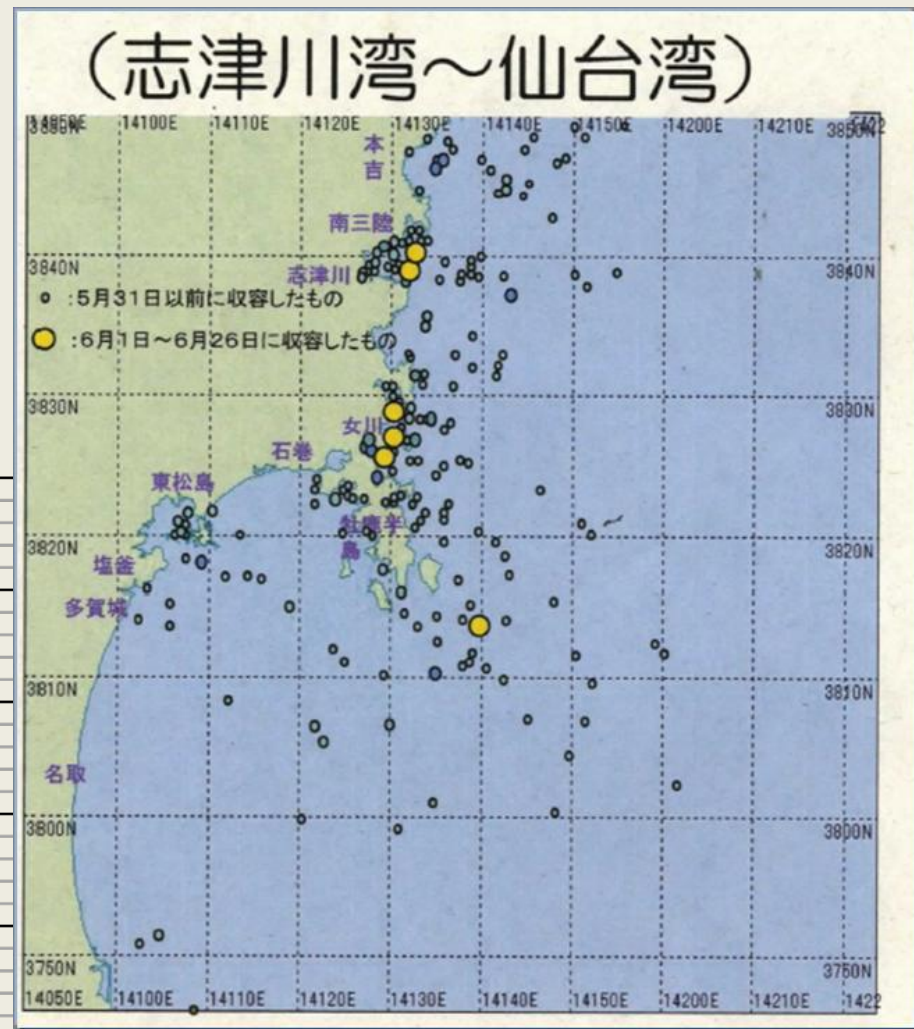 （志津川湾～仙台湾）
14100E 14110E 14120E 14130E 14140E 14150E 14200E 14210E 3850N
本吉
南三陸
3840N 志津川 3840N
:5月31日以前に収容したもの
:6月1日～6月26日に収容したもの
3830N 3830N
女川
石巻
東松島
牡鹿半島
3820N 3820N
塩釜
多賀城
3810N 3810N
名取
3800N 3800N
3750N 3750N
14050E 14100E 14110E 14120E 14130E 14140E 14150E 14200E 14210E 1422